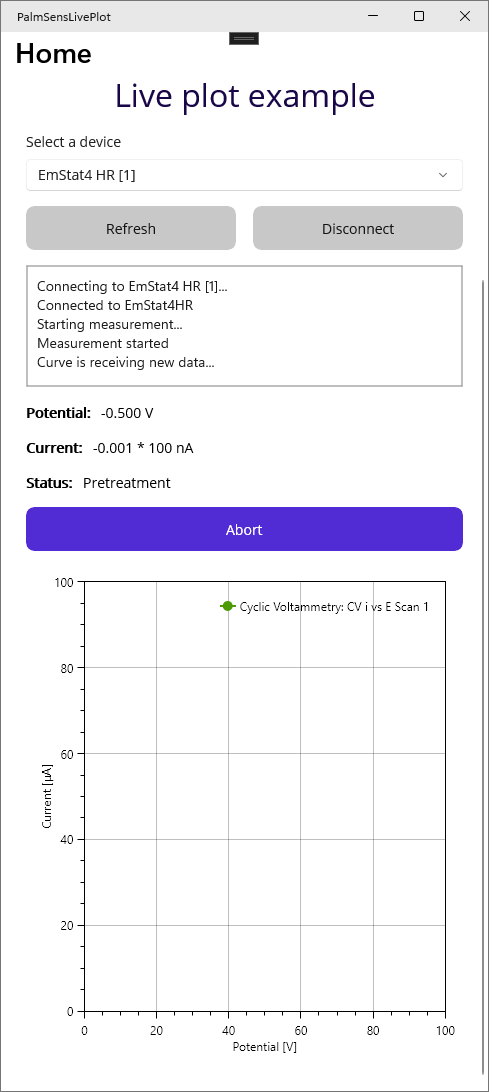 PalmSensLivePlot
Home
Live plot example
Select a device
EmStat4 HR [1]
Refresh
Disconnect
Connecting to EmStat4 HR [1]...
Connected to EmStat4HR
Starting measurement...
Measurement started
Curve is receiving new data...
Potential: -0.500 V
Current: -0.001 * 100 nA
Status: Pretreatment
Abort
Cyclic Voltammetry: CV i vs E Scan 1
100
80
60
40
20
0
Current [µA]
0 20 40 60 80 100
Potential [V]